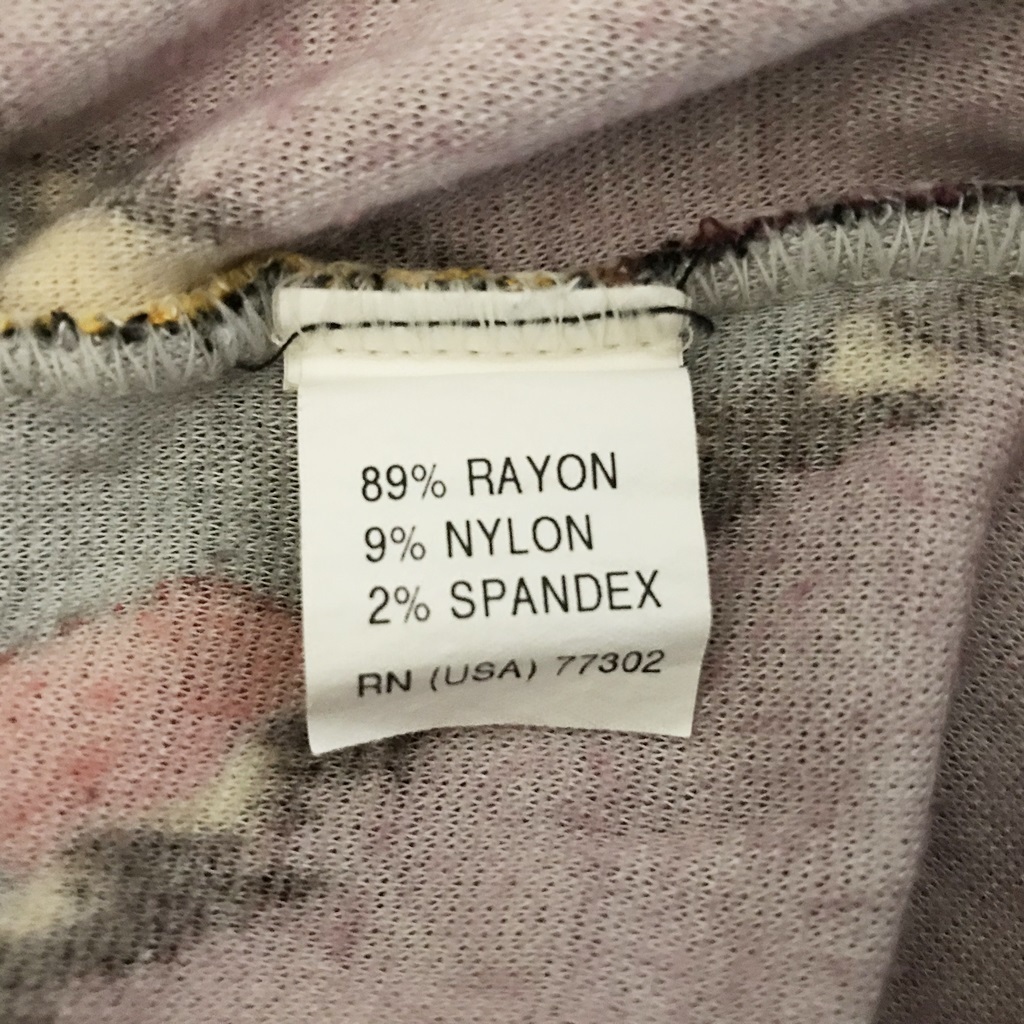 89% RAYON
9% NYLON
2% SPANDEX
RN (USA) 77302